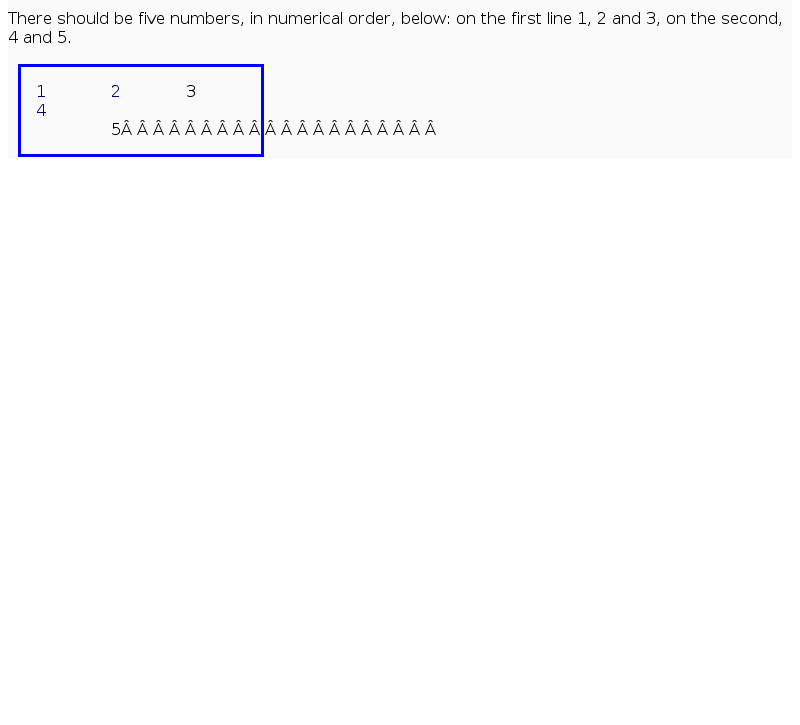 There should be five numbers, in numerical order, below: on the first line 1, 2 and 3, on the second,
4 and 5.
1 2 3
4
5Â Â Â Â Â Â Â Â Â Â Â Â Â Â Â Â Â Â Â Â